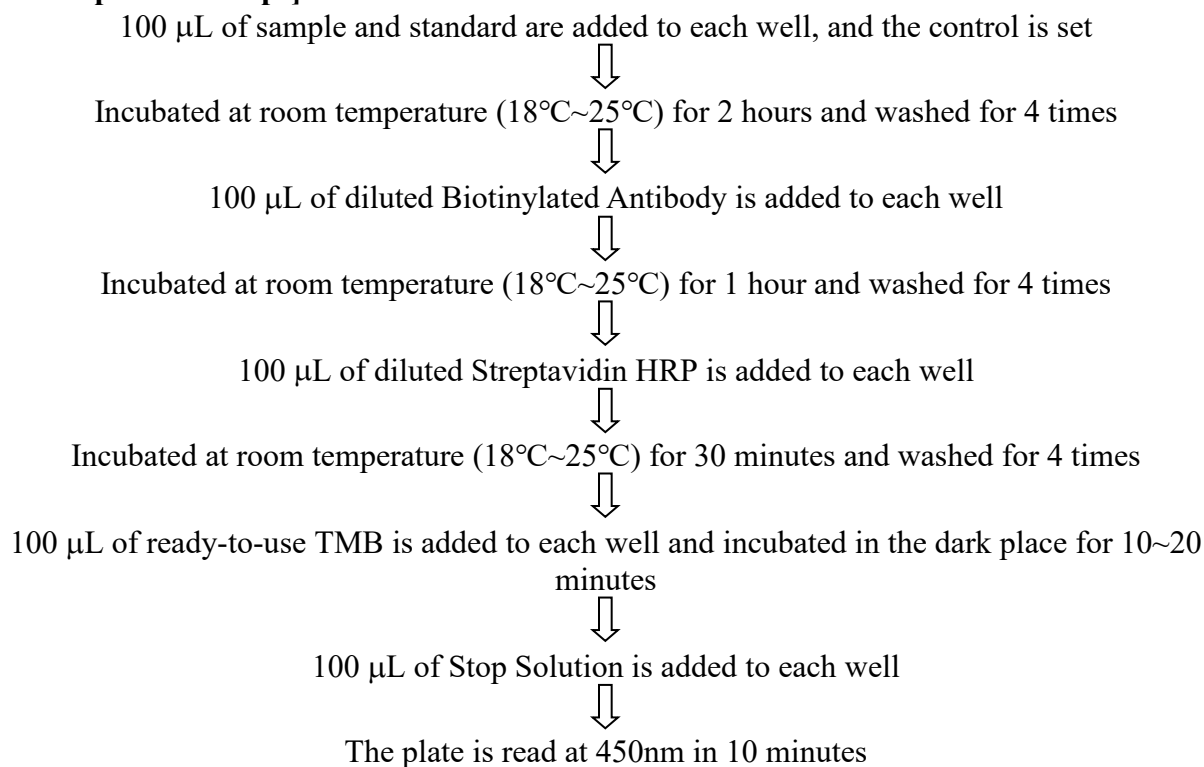 100 μL of sample and standard are added to each well, and the control is set
Incubated at room temperature (18℃~25℃) for 2 hours and washed for 4 times
100 μL of diluted Biotinylated Antibody is added to each well
Incubated at room temperature (18℃~25℃) for 1 hour and washed for 4 times
100 μL of diluted Streptavidin HRP is added to each well
Incubated at room temperature (18℃~25℃) for 30 minutes and washed for 4 times
100 μL of ready-to-use TMB is added to each well and incubated in the dark place for 10~20
minutes
100 μL of Stop Solution is added to each well
The plate is read at 450nm in 10 minutes